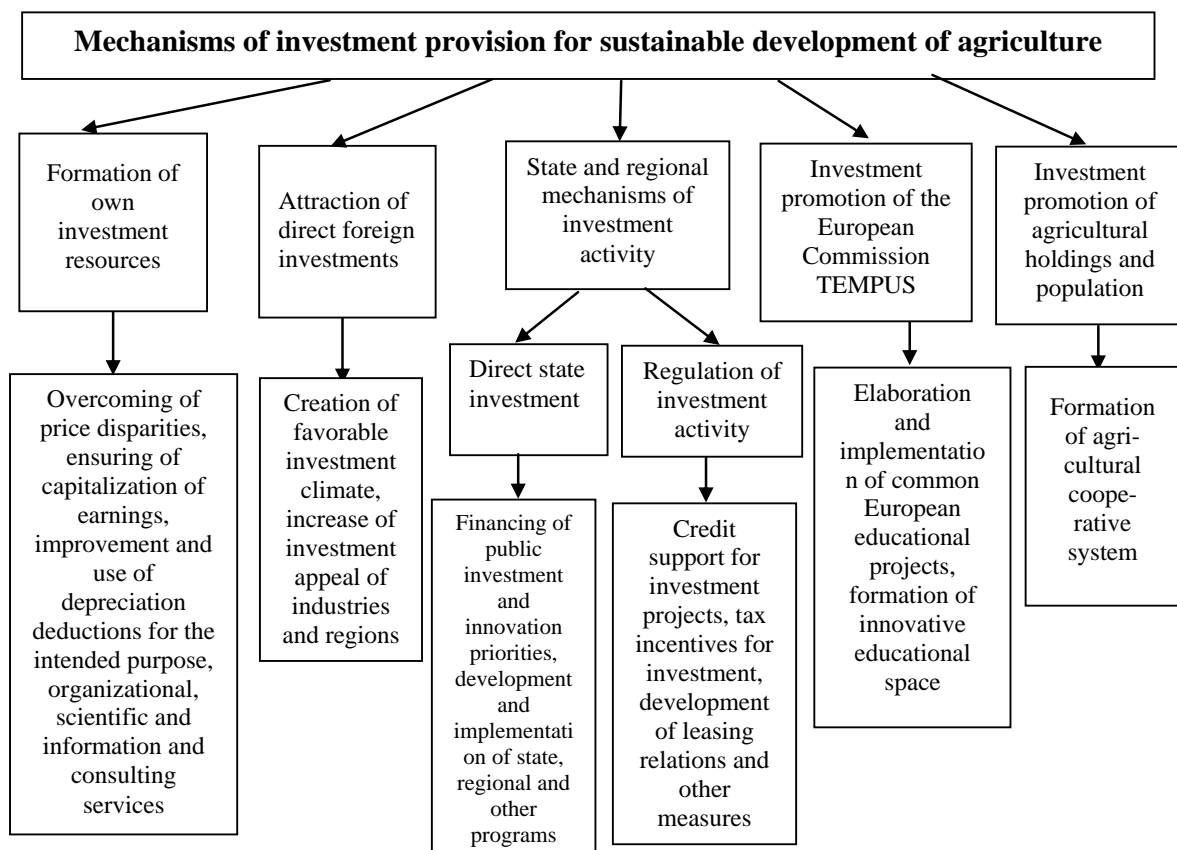 Mechanisms of investment provision for sustainable development of agriculture
Formation of
own
investment
resources
Attraction of
direct foreign
investments
State and regional
mechanisms of
investment
activity
Investment
promotion of the
European
Commission
TEMPUS
Investment
promotion of
agricultural
holdings and
population
Overcoming of
price disparities,
ensuring of
capitalization of
earnings,
improvement and
use of
depreciation
deductions for the
intended purpose,
organizational,
scientific and
information and
consulting
services
Creation of
favorable
investment
climate,
increase of
investment
appeal of
industries
and regions
Direct state
investment
Regulation of
investment
activity
Financing of
public
investment
and
innovation
priorities,
development
and
implementati
on of state,
regional and
other
programs
Credit
support for
investment
projects, tax
incentives for
investment,
development
of leasing
relations and
other
measures
Elaboration
and
implementatio
n of common
European
educational
projects,
formation of
innovative
educational
space
Formation
of agri-
cultural
coope-
rative
system